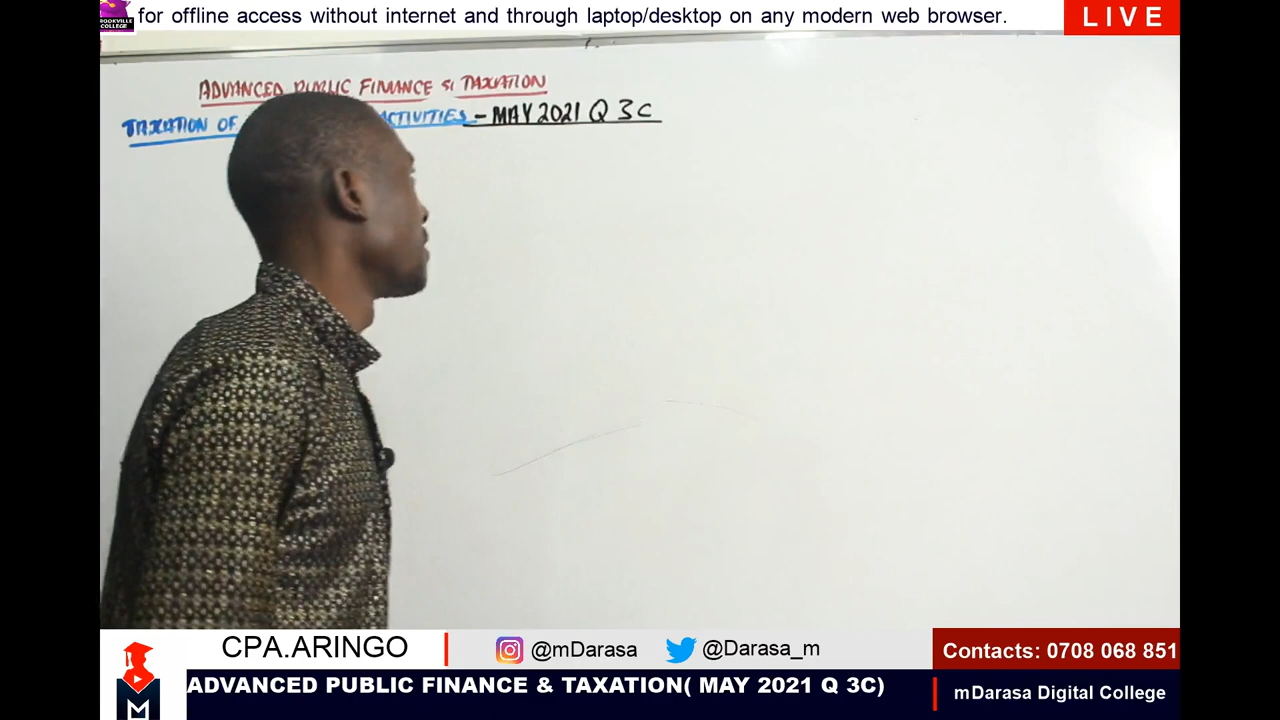 for offline access without internet and through laptop/desktop on any modern web browser.
LIVE
BOOKVILLE
COLLEGE
ADVANCED PUBLIC FINANCE & TAXATION
TAXATION OF ACTIVITIES - MAY 2021 Q 3C
CPA.ARINGO
@mDarasa
@Darasa_m
Contacts: 0708 068 851
M
ADVANCED PUBLIC FINANCE & TAXATION( MAY 2021 Q 3C)
mDarasa Digital College